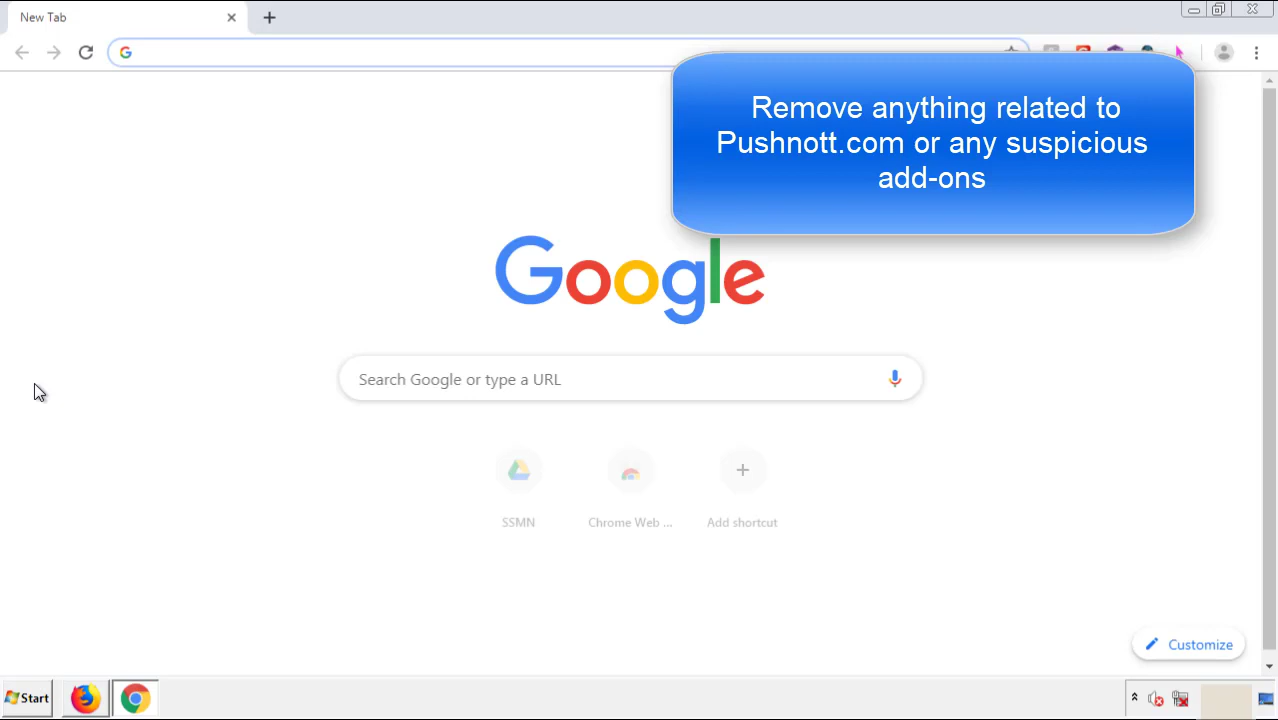 New Tab
Remove anything related to
Pushnott.com or any suspicious
add-ons
Google
Search Google or type a URL
SSMN
Chrome Web ...
Add shortcut
Customize
Start